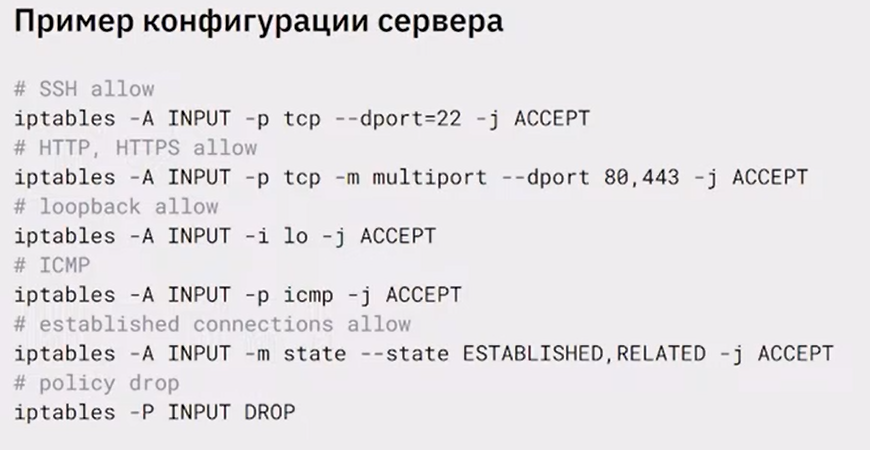 Пример конфигурации сервера
# SSH allow
iptables -A INPUT -p tcp --dport=22 -j ACCEPT
# HTTP, HTTPS allow
iptables -A INPUT -p tcp -m multiport --dport 80,443 -j ACCEPT
# loopback allow
iptables -A INPUT -i lo -j ACCEPT
# ICMP
iptables -A INPUT -p icmp -j ACCEPT
# established connections allow
iptables -A INPUT -m state --state ESTABLISHED,RELATED -j ACCEPT
# policy drop
iptables -P INPUT DROP